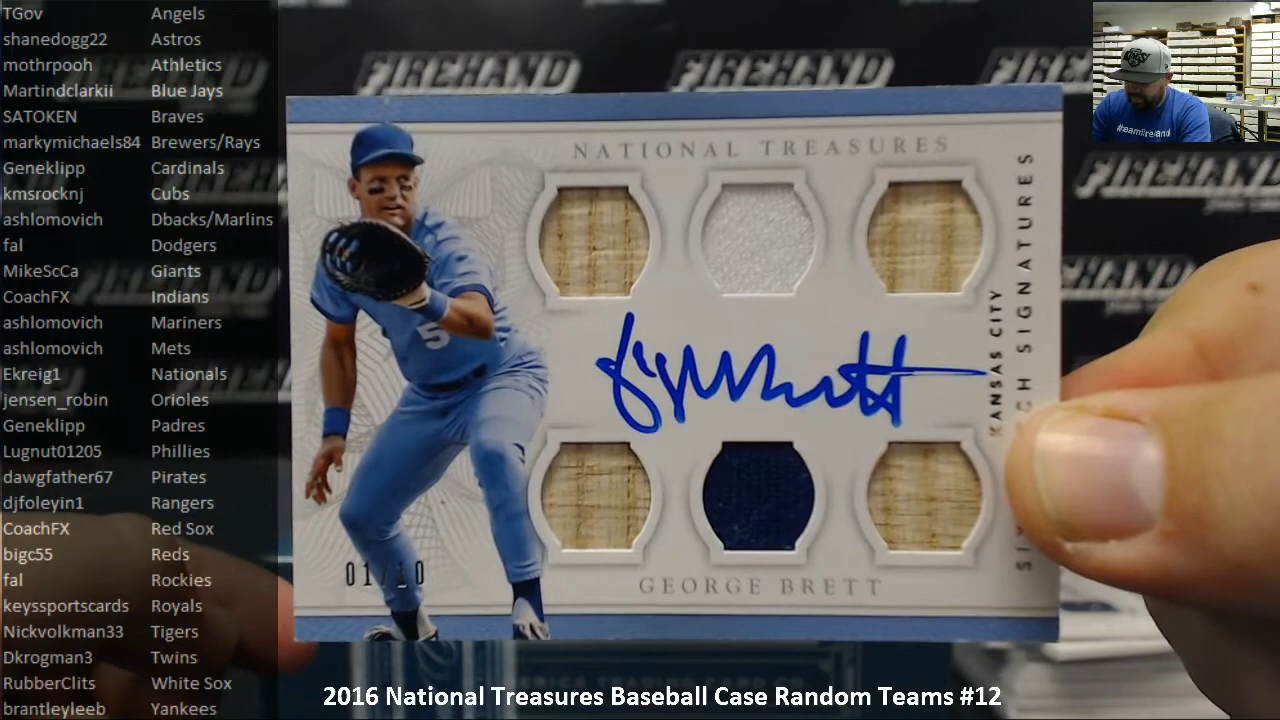 TGov Angels
shanedogg22 Astros
mothrpooh Athletics
Martindclarkii Blue Jays
SATOKEN Braves
markymichaels84 Brewers/Rays
Geneklipp Cardinals
kmsrocknj Cubs
ashlomovich Dbacks/Marlins
fal Dodgers
MikeScCa Giants
CoachFX Indians
ashlomovich Mariners
ashlomovich Mets
Ekreig1 Nationals
jensen_robin Orioles
Geneklipp Padres
Lugnut01205 Phillies
dawgfather67 Pirates
djfoleyin1 Rangers
CoachFX Red Sox
bigc55 Reds
fal Rockies
keyssportscards Royals
Nickvolkman33 Tigers
Dkrogman3 Twins
RubberClits White Sox
brantleyleeb Yankees
FIREHAND FIREHAND
FIREHAND
FIREHAND
KINGS
NATIONAL TREASURES
KANSAS CITY
SIGNATURES
5
01/10
GEORGE BRETT
2016 National Treasures Baseball Case Random Teams #12